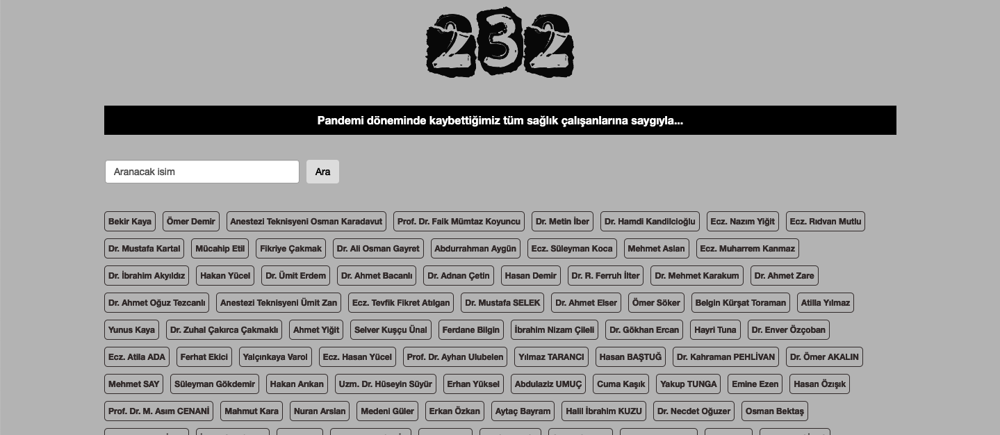 232
Pandemi döneminde kaybettiğimiz tüm sağlık çalışanlarına saygıyla...
Aranacak isim Ara
Bekir Kaya Ömer Demir Anestezi Teknisyeni Osman Karadavut Prof. Dr. Faik Mümtaz Koyuncu Dr. Metin İber Dr. Hamdi Kandilcioğlu Ecz. Nazım Yiğit Ecz. Rıdvan Mutlu
Dr. Mustafa Kartal Mücahip Etil Fikriye Çakmak Dr. Ali Osman Gayret Abdurrahman Aygün Ecz. Süleyman Koca Mehmet Aslan Ecz. Muharrem Kanmaz
Dr. İbrahim Akyıldız Hakan Yücel Dr. Ümit Erdem Dr. Ahmet Bacanlı Dr. Adnan Çetin Hasan Demir Dr. R. Ferruh İlter Dr. Mehmet Karakum Dr. Ahmet Zare
Dr. Ahmet Oğuz Tezcanlı Anestezi Teknisyeni Ümit Zan Ecz. Tevfik Fikret Atılgan Dr. Mustafa SELEK Dr. Ahmet Elser Ömer Söker Belgin Kürşat Toraman Atilla Yılmaz
Yunus Kaya Dr. Zuhal Çakırca Çakmaklı Ahmet Yiğit Selver Kuşçu Ünal Ferdane Bilgin İbrahim Nizam Çileli Dr. Gökhan Ercan Hayri Tuna Dr. Enver Özçoban
Ecz. Atila ADA Ferhat Ekici Yalçınkaya Varol Ecz. Hasan Yücel Prof. Dr. Ayhan Ulubelen Yılmaz TARANCI Hasan BAŞTUĞ Dr. Kahraman PEHLİVAN Dr. Ömer AKALIN
Mehmet SAY Süleyman Gökdemir Hakan Arıkan Uzm. Dr. Hüseyin Süyür Erhan Yüksel Abdulaziz UMUÇ Cuma Kaşık Yakup TUNGA Emine Ezen Hasan Özışık
Prof. Dr. M. Asım CENANİ Mahmut Kara Nuran Arslan Medeni Güler Erkan Özkan Aytaç Bayram Halil İbrahim KUZU Dr. Necdet Oğuzer Osman Bektaş